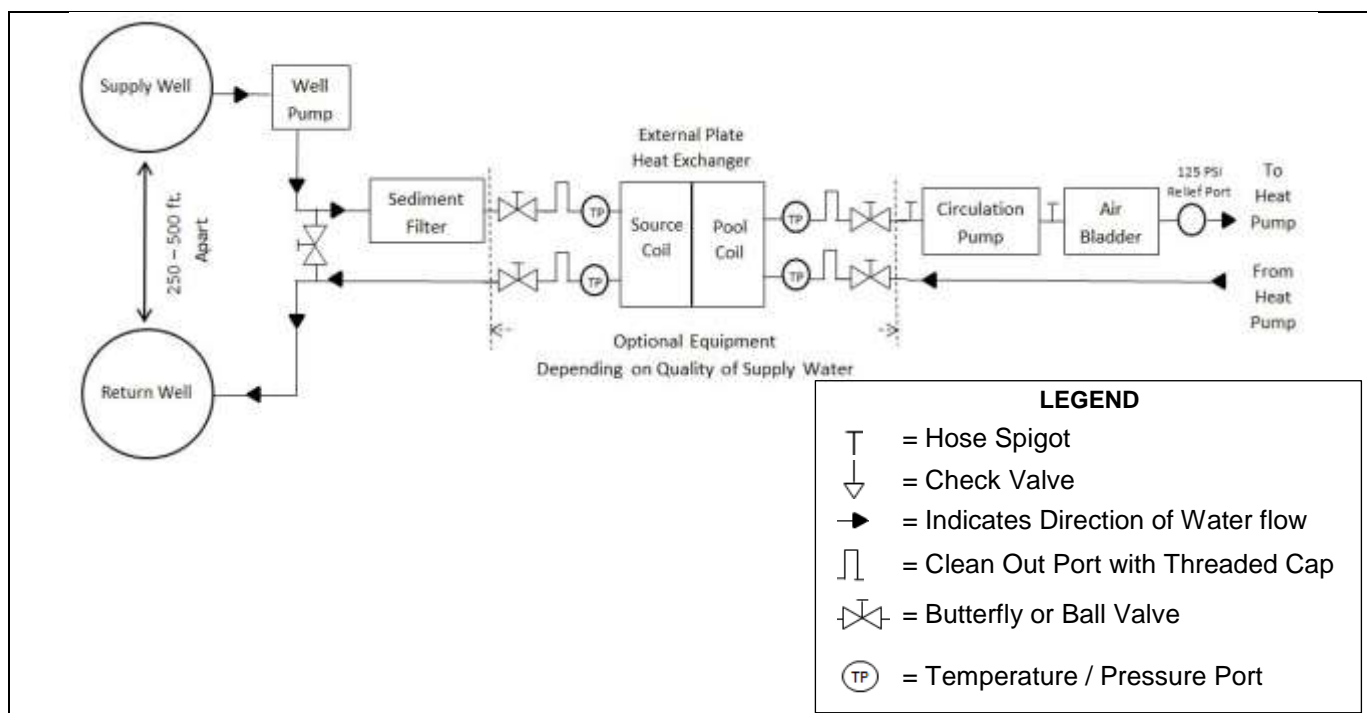 Supply Well
Well
Pump
250 – 500 ft.
Apart
Return Well
Sediment
Filter
TP
TP
External Plate
Heat Exchanger
Source
Coil
Pool
Coil
TP
TP
Optional Equipment
Depending on Quality of Supply Water
Circulation
Pump
Air
Bladder
125 PSI
Relief Port
To
Heat
Pump
From
Heat
Pump
LEGEND
= Hose Spigot
= Check Valve
= Indicates Direction of Water flow
= Clean Out Port with Threaded Cap
= Butterfly or Ball Valve
TP = Temperature / Pressure Port